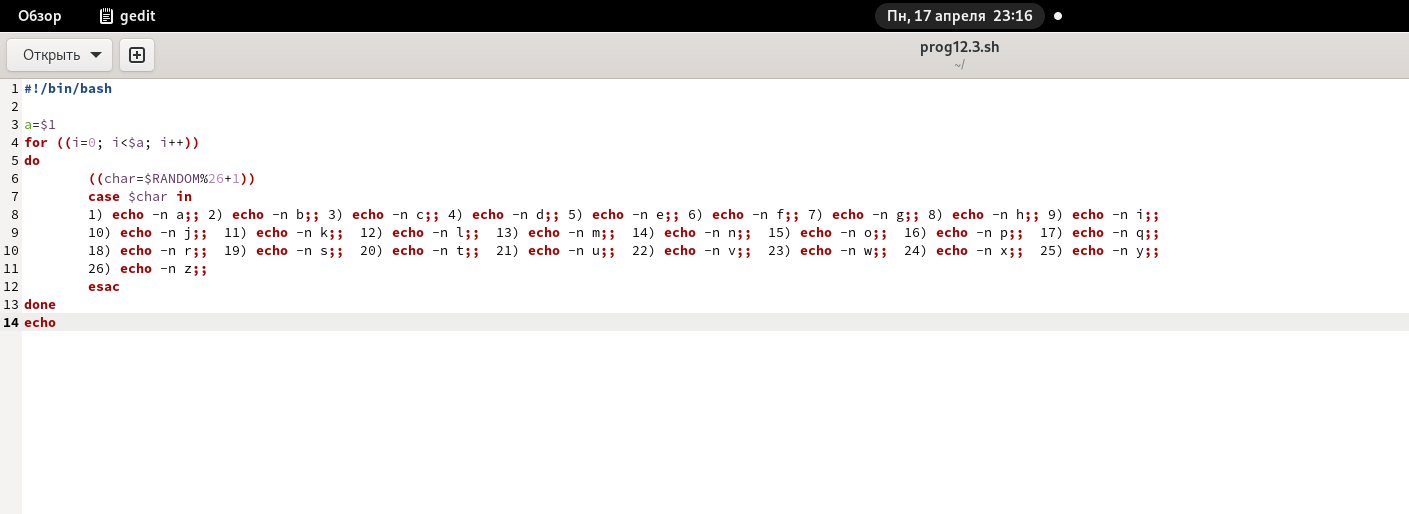 Обзор gedit Пн, 17 апреля 23:16
Открыть prog12.3.sh
~/
1 #!/bin/bash
2
3 a=$1
4 for ((i=0; i<$a; i++))
5 do
6 ((char=$RANDOM%26+1))
7 case $char in
8 1) echo -n a;; 2) echo -n b;; 3) echo -n c;; 4) echo -n d;; 5) echo -n e;; 6) echo -n f;; 7) echo -n g;; 8) echo -n h;; 9) echo -n i;;
9 10) echo -n j;; 11) echo -n k;; 12) echo -n l;; 13) echo -n m;; 14) echo -n n;; 15) echo -n o;; 16) echo -n p;; 17) echo -n q;;
10 18) echo -n r;; 19) echo -n s;; 20) echo -n t;; 21) echo -n u;; 22) echo -n v;; 23) echo -n w;; 24) echo -n x;; 25) echo -n y;;
11 26) echo -n z;;
12 esac
13 done
14 echo